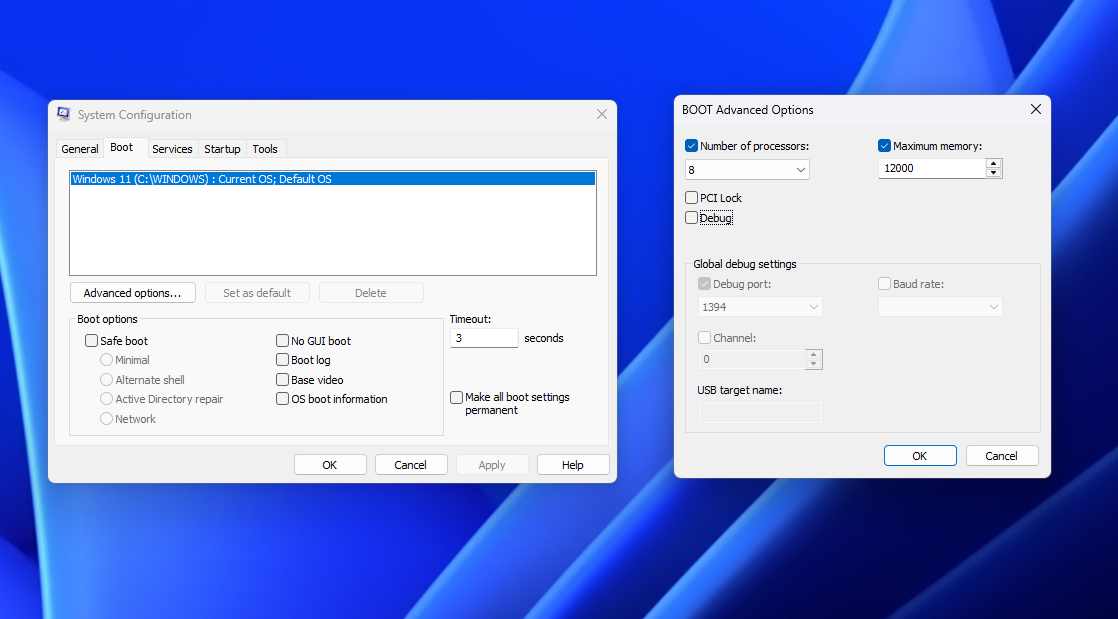 System Configuration
General Boot Services Startup Tools
Windows 11 (C:\WINDOWS) : Current OS; Default OS
Advanced options... Set as default Delete
Boot options
Safe boot
Minimal
Alternate shell
Active Directory repair
Network
No GUI boot
Boot log
Base video
OS boot information
Timeout:
3 seconds
Make all boot settings
permanent
OK Cancel Apply Help
BOOT Advanced Options
Number of processors:
8
Maximum memory:
12000
PCI Lock
Debug
Global debug settings
Debug port:
1394
Baud rate:
Channel:
0
USB target name:
OK Cancel